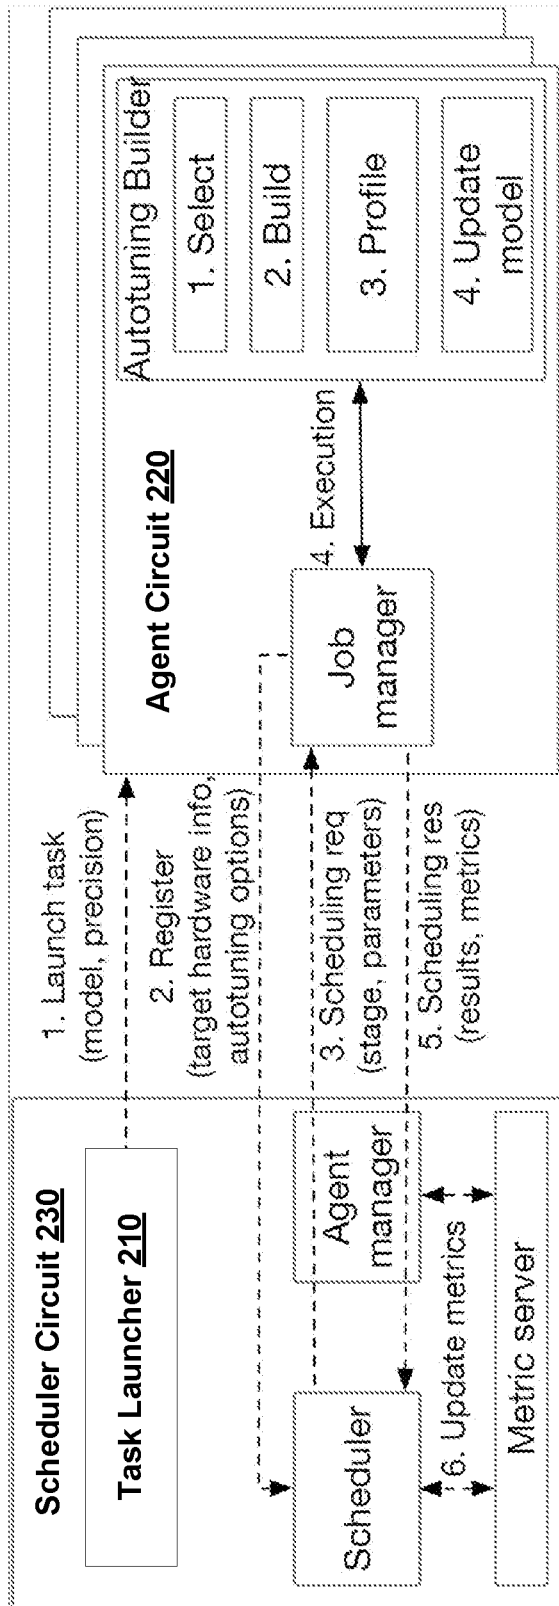 Scheduler Circuit 230
Task Launcher 210
Scheduler
Agent
manager
6. Update metrics
Metric server
1. Launch task
(model, precision)
2. Register
(target hardware info,
autotuning options)
3. Scheduling req
(stage, parameters)
5. Scheduling res
(results, metrics)
Agent Circuit 220
Job
manager
4. Execution
Autotuning Builder
1. Select
2. Build
3. Profile
4. Update
model